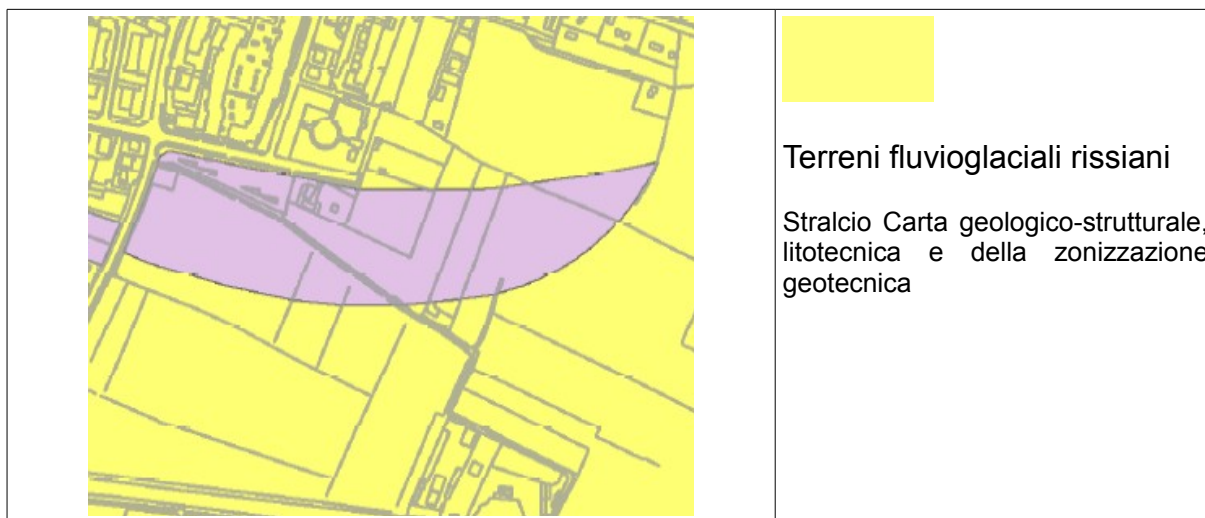 Terreni fluvioglaciali rissiani
Stralcio Carta geologico-strutturale,
litotecnica e della zonizzazione
geotecnica